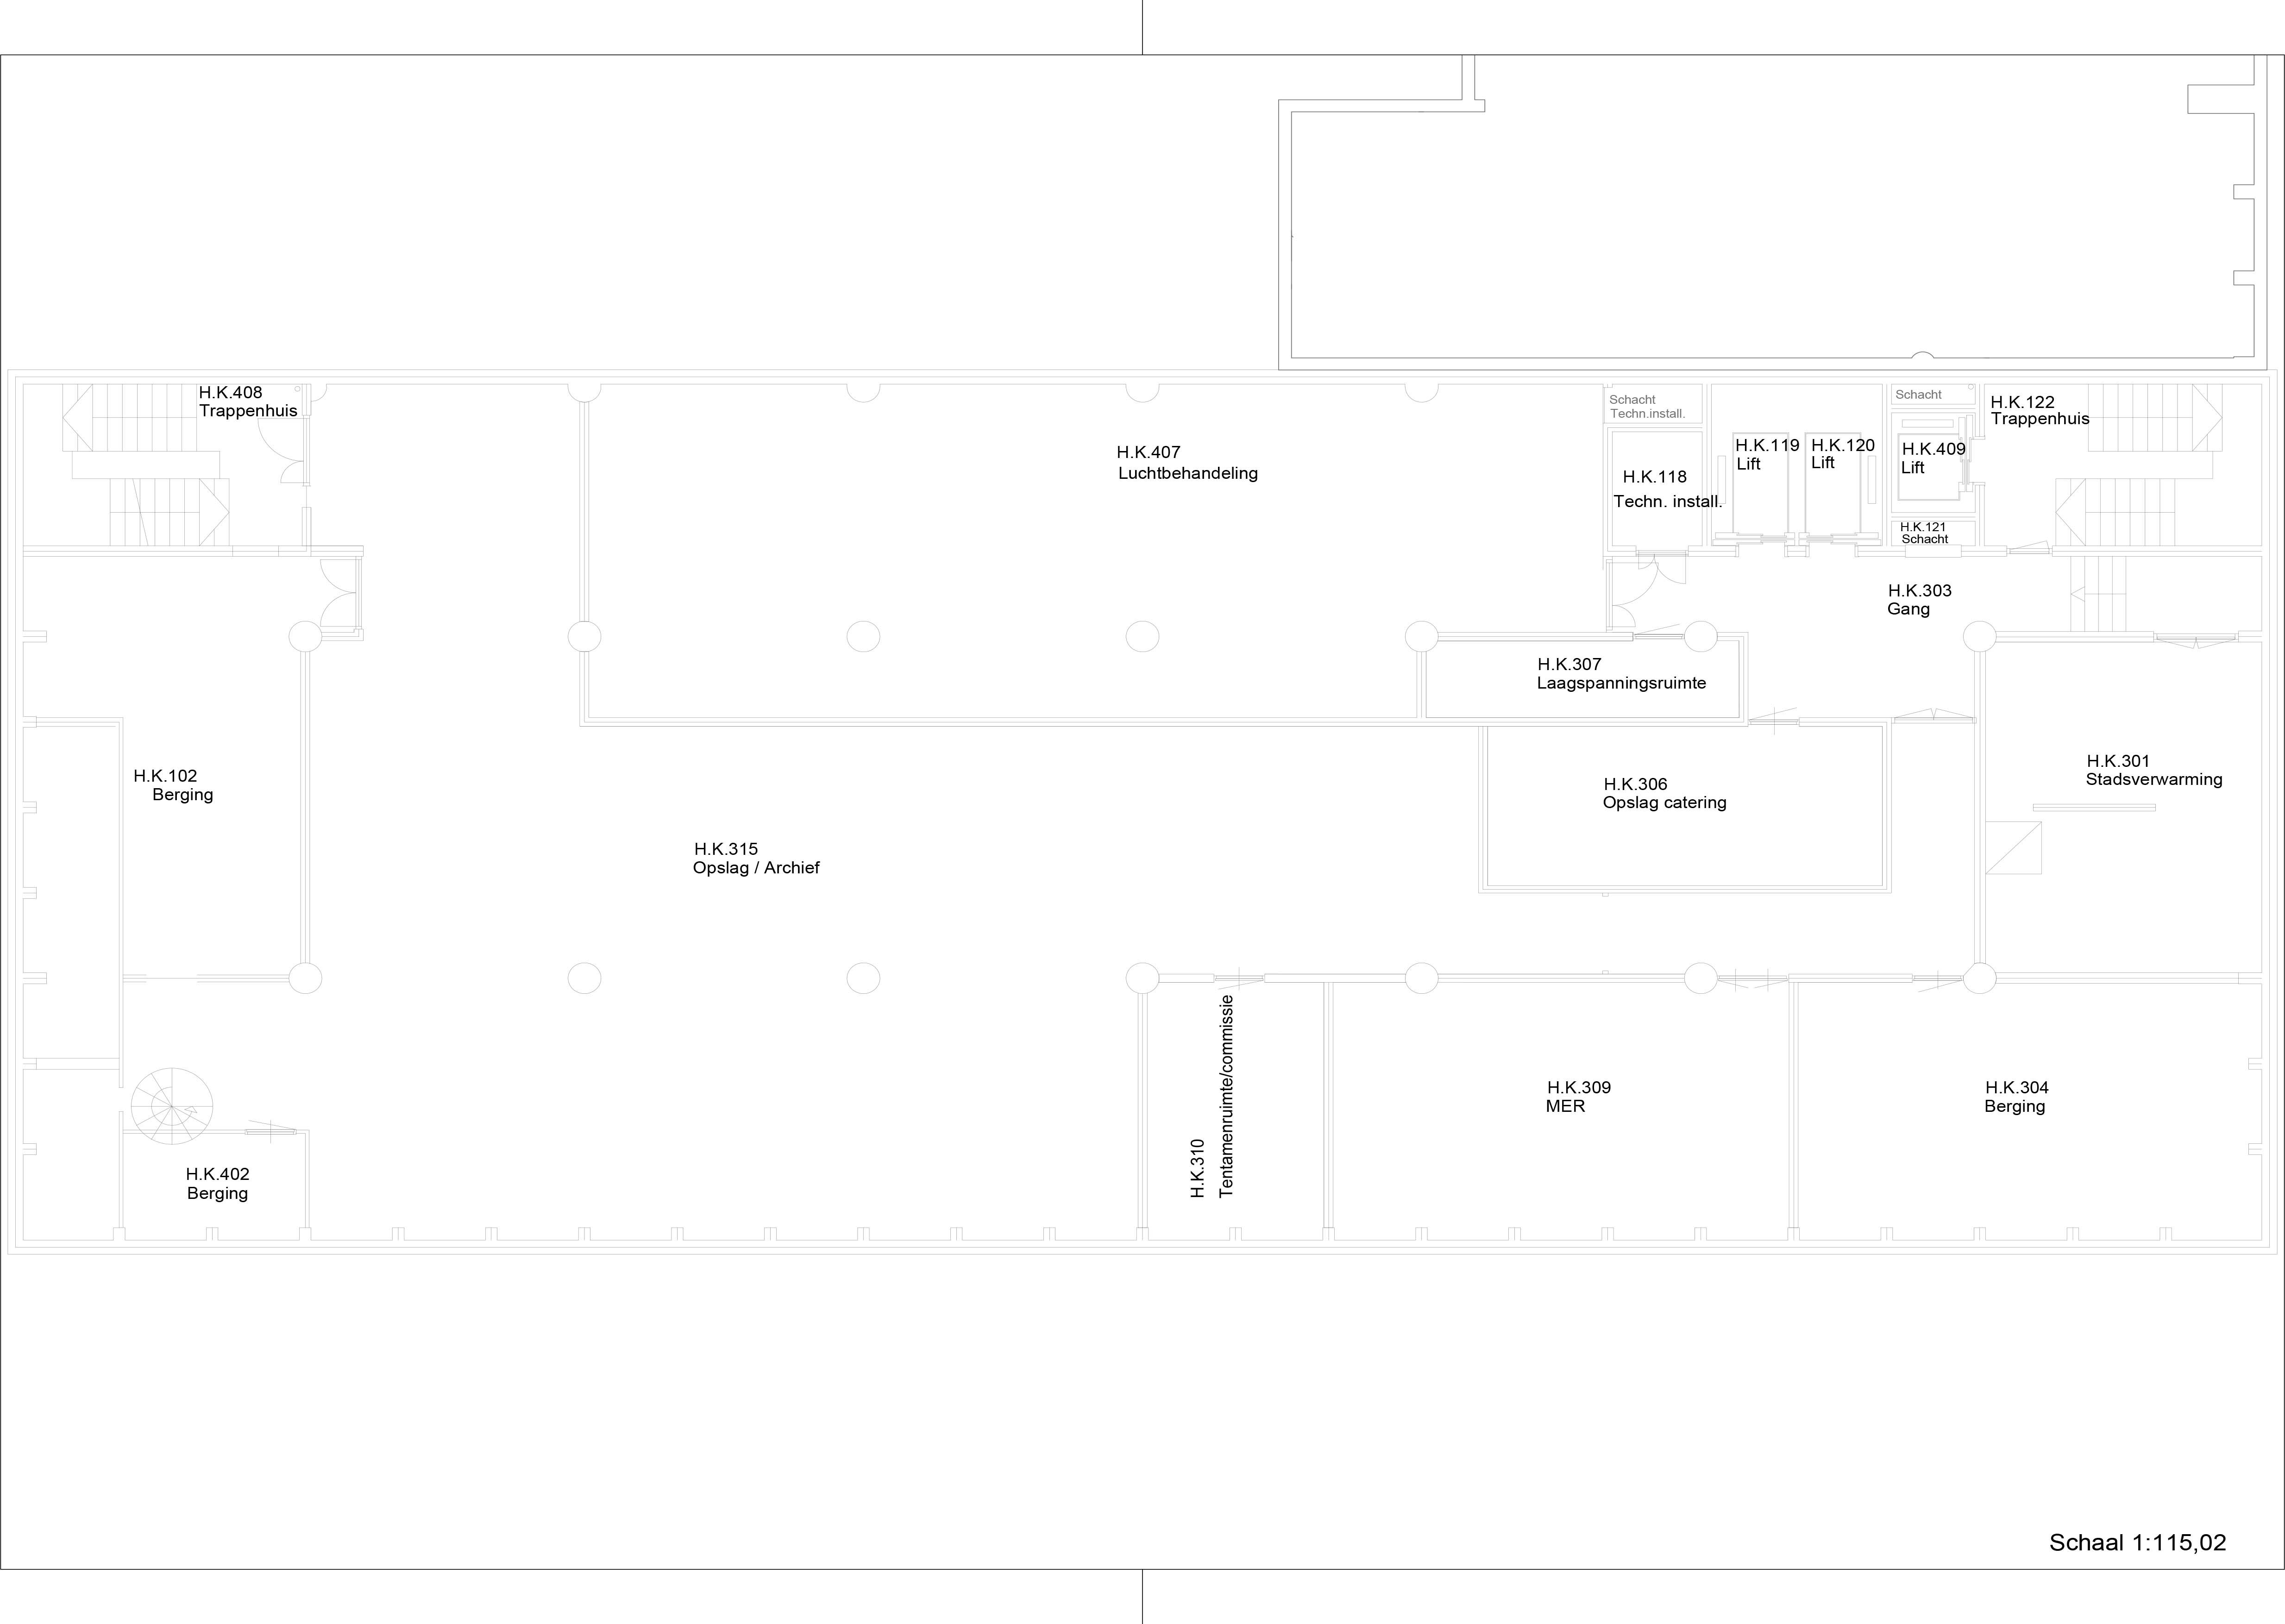 H.K.408
Trappenhuis
H.K.407
Luchtbehandeling
Schacht
Techn.install.
H.K.118
Techn. install.
H.K.119
Lift
H.K.120
Lift
Schacht
H.K.409
Lift
H.K.121
Schacht
H.K.122
Trappenhuis
H.K.303
Gang
H.K.307
Laagspanningsruimte
H.K.102
Berging
H.K.315
Opslag / Archief
H.K.306
Opslag catering
H.K.301
Stadsverwarming
H.K.402
Berging
H.K.310
Tentamenruimte/commissie
H.K.309
MER
H.K.304
Berging
Schaal 1:115,02